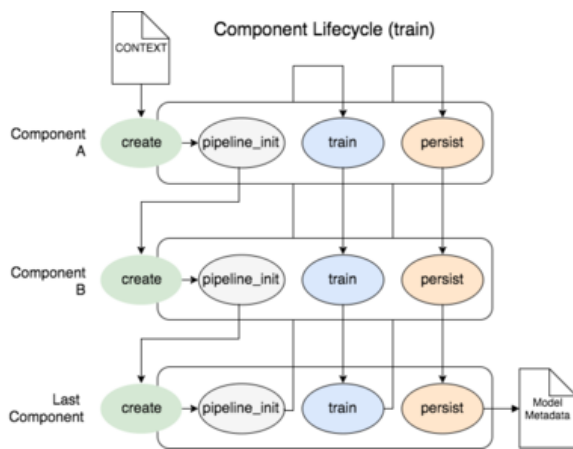 Component Lifecycle (train)
CONTEXT
Component
A
create
pipeline_init
train
persist
Component
B
create
pipeline_init
train
persist
Last
Component
create
pipeline_init
train
persist
Model
Metadata